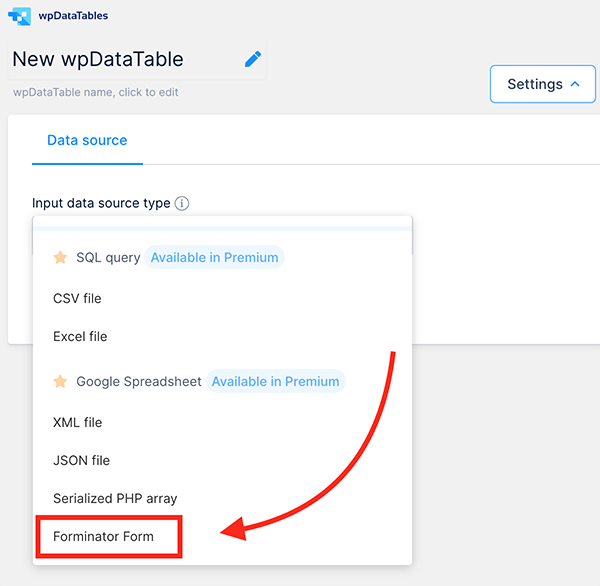 wpDataTables
New wpDataTable
wpDataTable name, click to edit
Settings
Data source
Input data source type
SQL query Available in Premium
CSV file
Excel file
Google Spreadsheet Available in Premium
XML file
JSON file
Serialized PHP array
Forminator Form